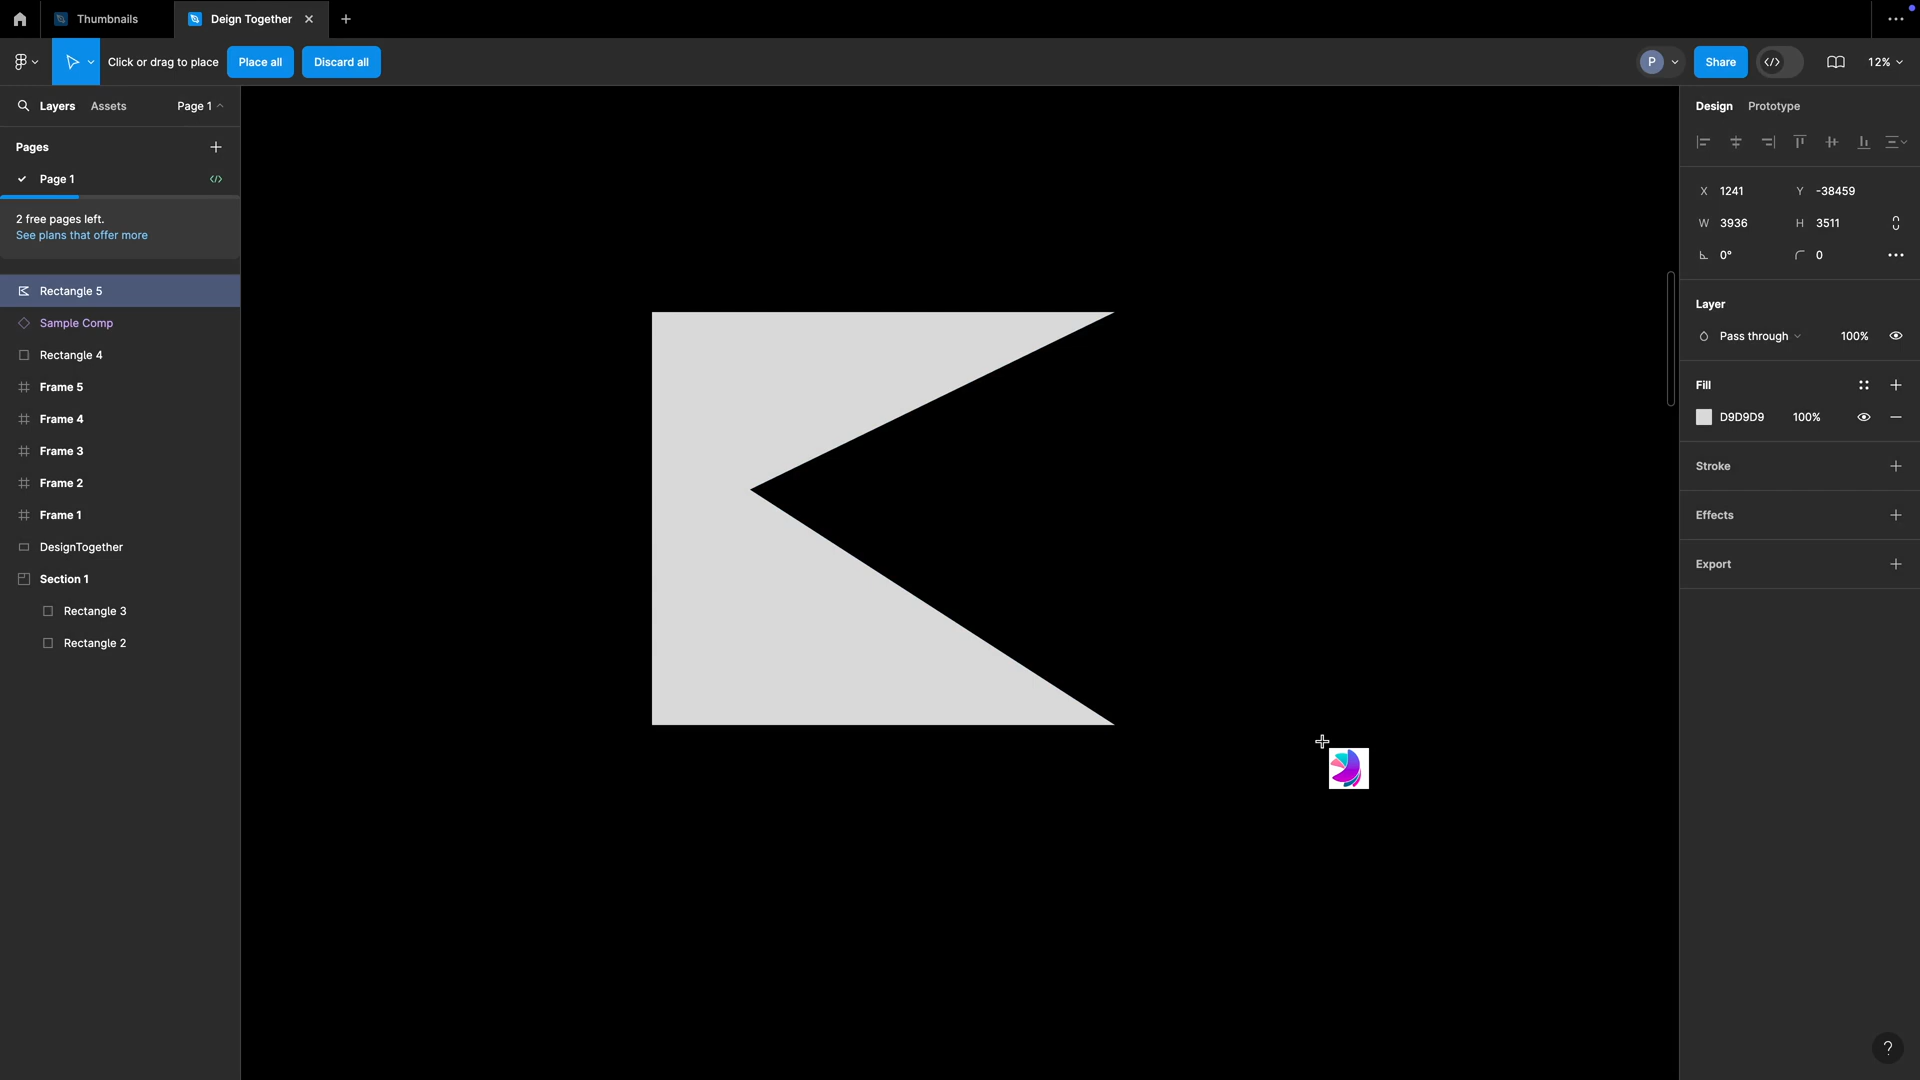 Thumbnails
Deign Together
Click or drag to place
Place all
Discard all
P
Share
12%
Layers
Assets
Page 1
Pages
Page 1
2 free pages left.
See plans that offer more
Rectangle 5
Sample Comp
Rectangle 4
Frame 5
Frame 4
Frame 3
Frame 2
Frame 1
DesignTogether
Section 1
Rectangle 3
Rectangle 2
Design
Prototype
X 1241
Y -38459
W 3936
H 3511
0°
0
Layer
Pass through
100%
Fill
D9D9D9
100%
Stroke
Effects
Export
?